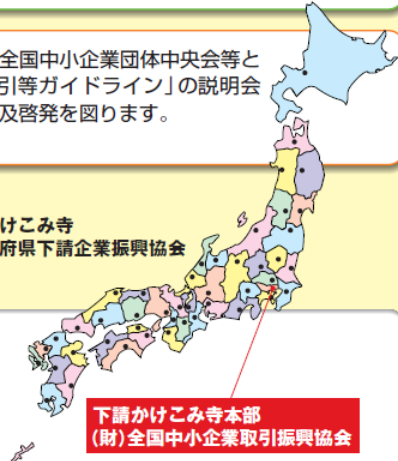 全国中小企業団体中央会等と
引等ガイドライン」の説明会
及啓発を図ります。
けこみ寺
府県下請企業振興協会
下請かけこみ寺本部
(財)全国中小企業取引振興協会